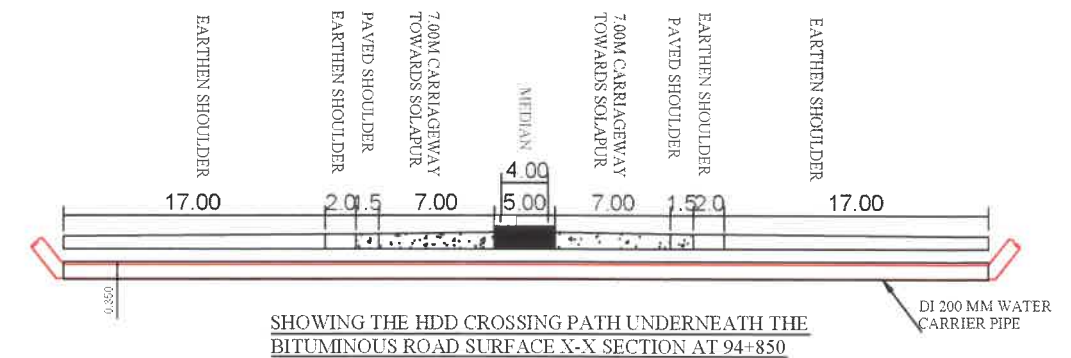 EARTHEN SHOULDER
EARTHEN SHOULDER
PAVED SHOULDER
7.00M CARRIAGEWAY
TOWARDS SOLAPUR
MEDIAN
7.00M CARRIAGEWAY
TOWARDS SOLAPUR
PAVED SHOULDER
EARTHEN SHOULDER
EARTHEN SHOULDER
4.00
17.00 2.0 1.5 7.00 5.00 7.00 1.5 2.0 17.00
0.350
DI 200 MM WATER
CARRIER PIPE
SHOWING THE HDD CROSSING PATH UNDERNEATH THE
BITUMINOUS ROAD SURFACE X-X SECTION AT 94+850